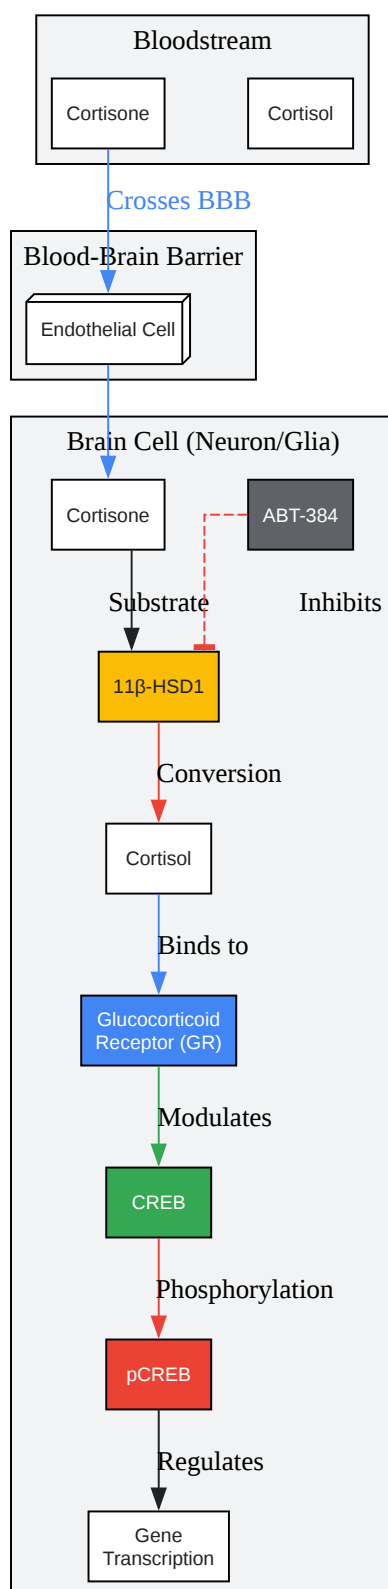 Bloodstream
Cortisone
Cortisol
Crosses BBB
Blood-Brain Barrier
Endothelial Cell
Brain Cell (Neuron/Glia)
Cortisone
ABT-384
Substrate
Inhibits
11β-HSD1
Conversion
Cortisol
Binds to
Glucocorticoid
Receptor (GR)
Modulates
CREB
Phosphorylation
pCREB
Regulates
Gene
Transcription